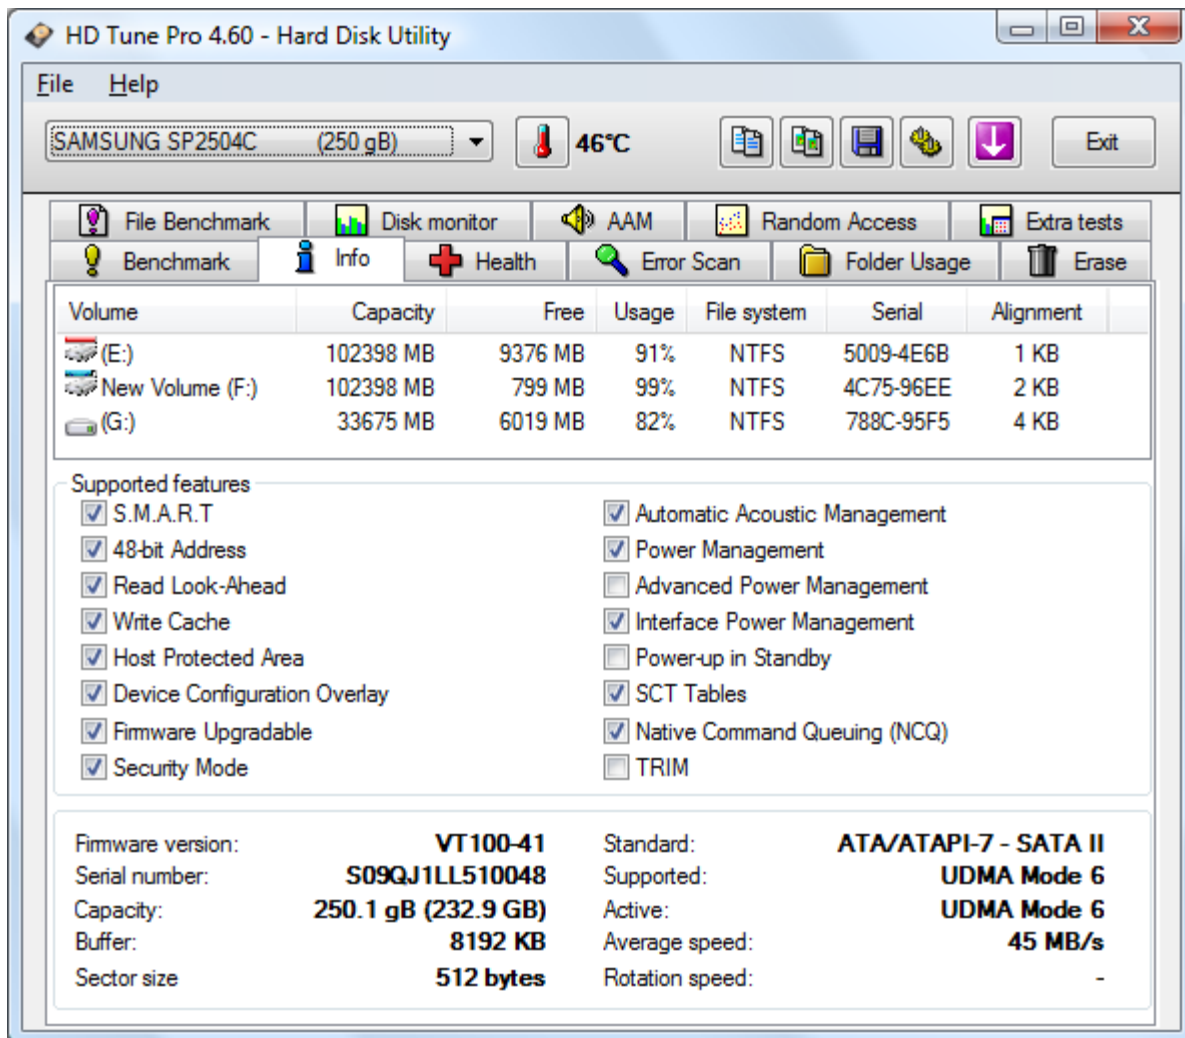 HD Tune Pro 4.60 - Hard Disk Utility
File Help
SAMSUNG SP2504C (250 gB) 46°C Exit
File Benchmark Disk monitor AAM Random Access Extra tests
Benchmark Info Health Error Scan Folder Usage Erase
Volume Capacity Free Usage File system Serial Alignment
(E:) 102398 MB 9376 MB 91% NTFS 5009-4E6B 1 KB
New Volume (F:) 102398 MB 799 MB 99% NTFS 4C75-96EE 2 KB
(G:) 33675 MB 6019 MB 82% NTFS 788C-95F5 4 KB
Supported features
S.M.A.R.T Automatic Acoustic Management
48-bit Address Power Management
Read Look-Ahead Advanced Power Management
Write Cache Interface Power Management
Host Protected Area Power-up in Standby
Device Configuration Overlay SCT Tables
Firmware Upgradable Native Command Queuing (NCQ)
Security Mode TRIM
Firmware version: VT100-41 Standard: ATA/ATAPI-7 - SATA II
Serial number: S09QJ1LL510048 Supported: UDMA Mode 6
Capacity: 250.1 gB (232.9 GB) Active: UDMA Mode 6
Buffer: 8192 KB Average speed: 45 MB/s
Sector size 512 bytes Rotation speed: -